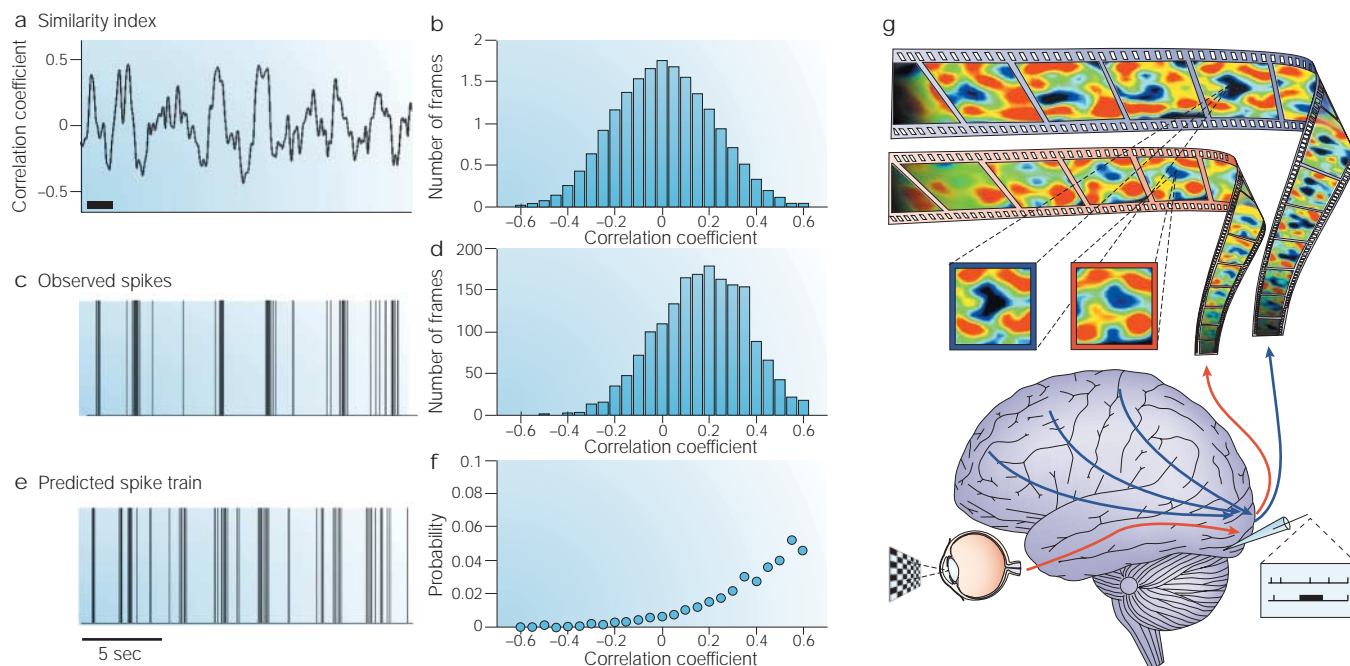 a Similarity index
Correlation coefficient
0.5
0
–0.5
b
Number of frames
2
1.5
1.0
0.5
0
–0.6 –0.4 –0.2 0 0.2 0.4 0.6
Correlation coefficient
c Observed spikes
d
Number of frames
200
150
100
50
0
–0.6 –0.4 –0.2 0 0.2 0.4 0.6
Correlation coefficient
e Predicted spike train
5 sec
f
Probability
0.1
0.08
0.06
0.04
0.02
0
–0.6 –0.4 –0.2 0 0.2 0.4 0.6
Correlation coefficient
g